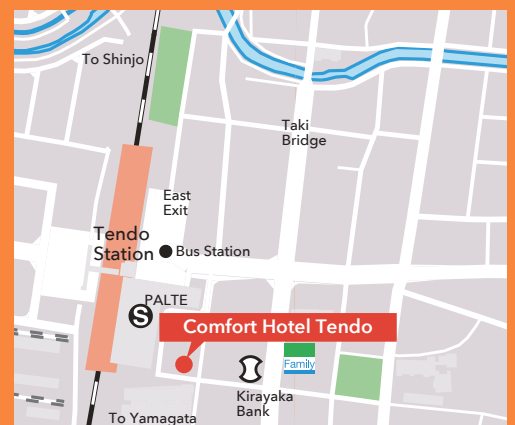 To Shinjo
Taki
Bridge
East
Exit
Tendo
Station
Bus Station
PALTE
S
Comfort Hotel Tendo
Family
Kirayaka
Bank
To Yamagata